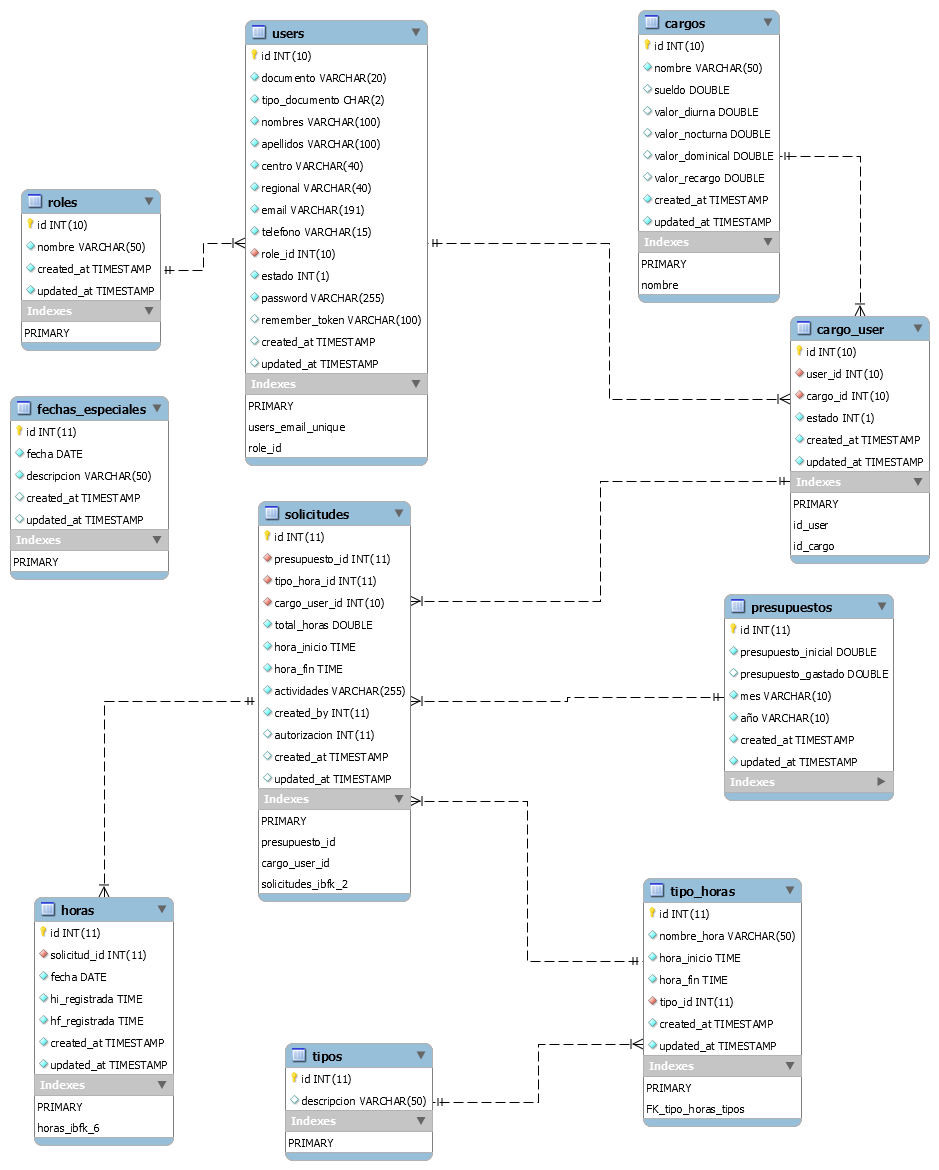 users
id INT(10)
documento VARCHAR(20)
tipo_documento CHAR(2)
nombres VARCHAR(100)
apellidos VARCHAR(100)
centro VARCHAR(40)
regional VARCHAR(40)
email VARCHAR(191)
telefono VARCHAR(15)
role_id INT(10)
estado INT(1)
password VARCHAR(255)
remember_token VARCHAR(100)
created_at TIMESTAMP
updated_at TIMESTAMP
Indexes
PRIMARY
users_email_unique
role_id
cargos
id INT(10)
nombre VARCHAR(50)
sueldo DOUBLE
valor_diurna DOUBLE
valor_nocturna DOUBLE
valor_dominical DOUBLE
valor_recargo DOUBLE
created_at TIMESTAMP
updated_at TIMESTAMP
Indexes
PRIMARY
nombre
roles
id INT(10)
nombre VARCHAR(50)
created_at TIMESTAMP
updated_at TIMESTAMP
Indexes
PRIMARY
cargo_user
id INT(10)
user_id INT(10)
cargo_id INT(10)
estado INT(1)
created_at TIMESTAMP
updated_at TIMESTAMP
Indexes
PRIMARY
id_user
id_cargo
fechas_especiales
id INT(11)
fecha DATE
descripcion VARCHAR(50)
created_at TIMESTAMP
updated_at TIMESTAMP
Indexes
PRIMARY
solicitudes
id INT(11)
presupuesto_id INT(11)
tipo_hora_id INT(11)
cargo_user_id INT(10)
total_horas DOUBLE
hora_inicio TIME
hora_fin TIME
actividades VARCHAR(255)
created_by INT(11)
autorizacion INT(11)
created_at TIMESTAMP
updated_at TIMESTAMP
Indexes
PRIMARY
presupuesto_id
cargo_user_id
solicitudes_ibfk_2
presupuestos
id INT(11)
presupuesto_inicial DOUBLE
presupuesto_gastado DOUBLE
mes VARCHAR(10)
año VARCHAR(10)
created_at TIMESTAMP
updated_at TIMESTAMP
Indexes
horas
id INT(11)
solicitud_id INT(11)
fecha DATE
hi_registrada TIME
hf_registrada TIME
created_at TIMESTAMP
updated_at TIMESTAMP
Indexes
PRIMARY
horas_ibfk_6
tipo_horas
id INT(11)
nombre_hora VARCHAR(50)
hora_inicio TIME
hora_fin TIME
tipo_id INT(11)
created_at TIMESTAMP
updated_at TIMESTAMP
Indexes
PRIMARY
FK_tipo_horas_tipos
tipos
id INT(11)
descripcion VARCHAR(50)
Indexes
PRIMARY